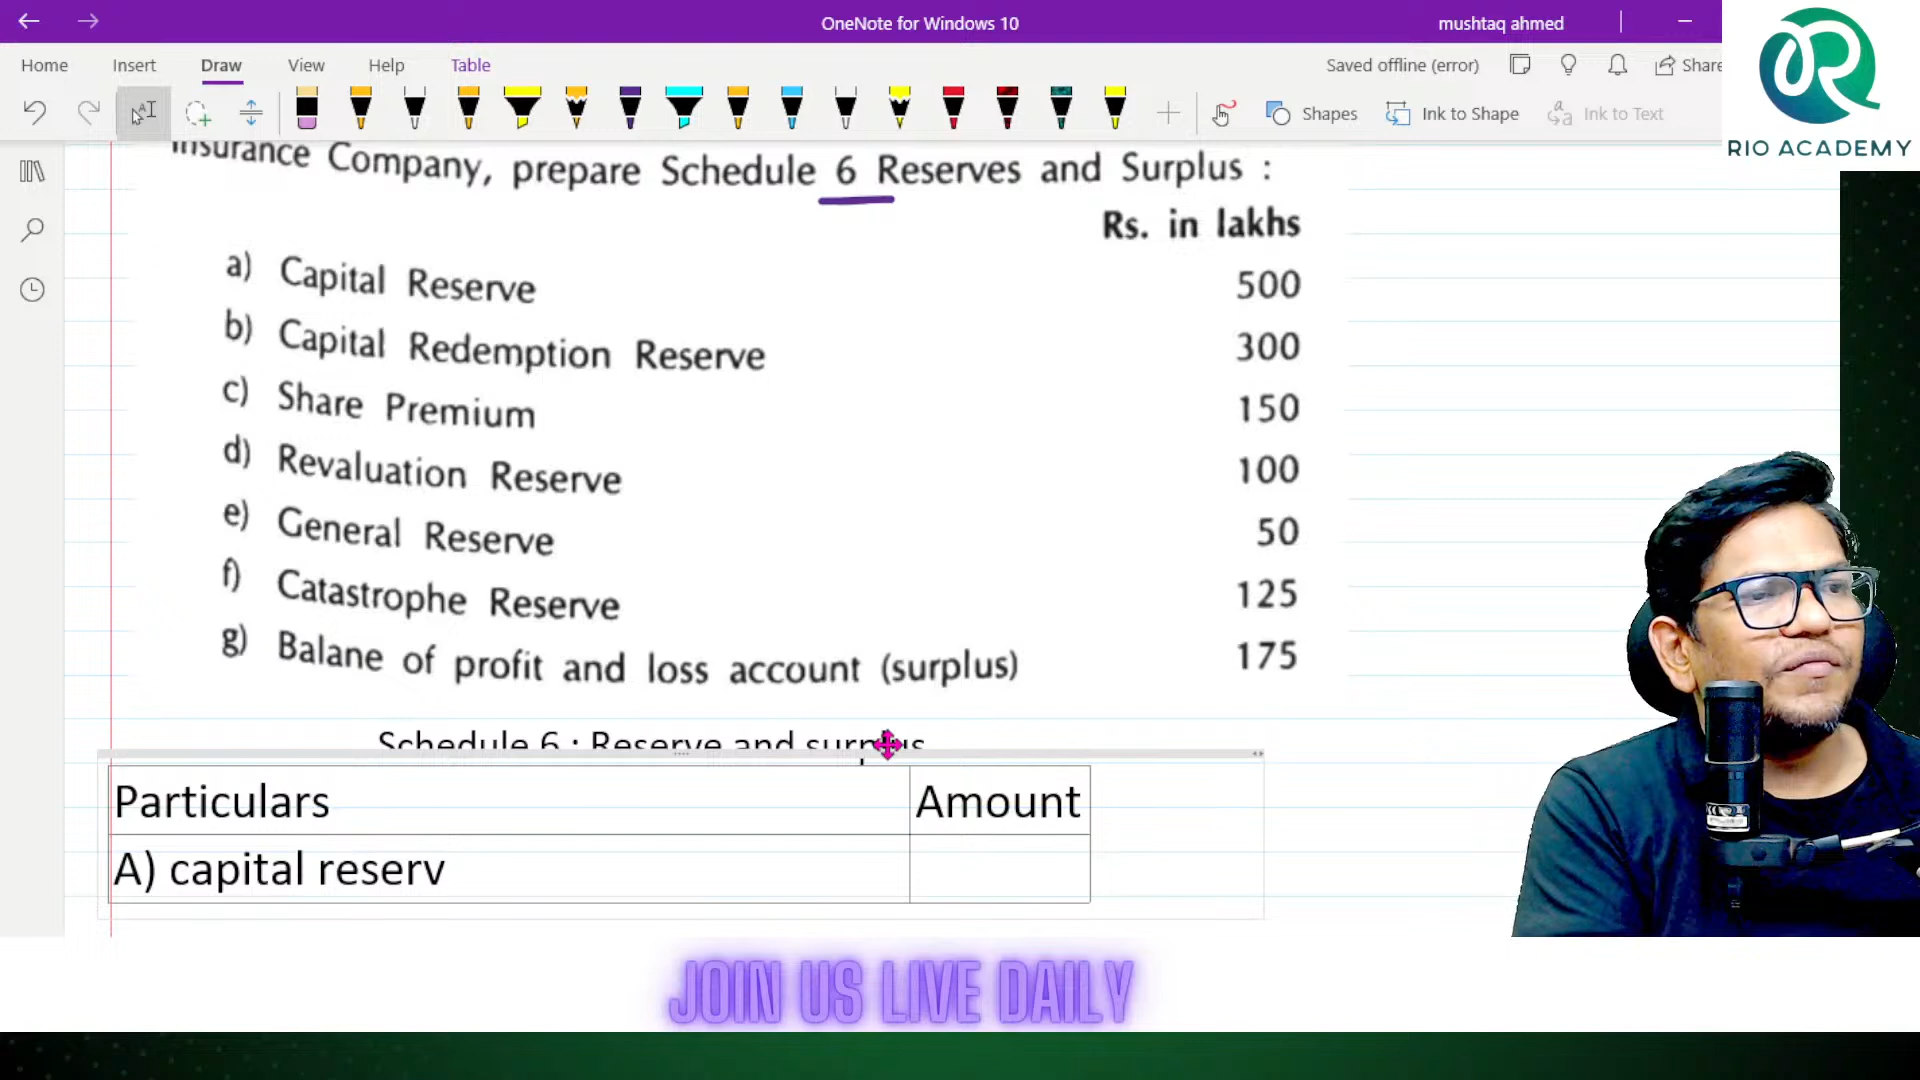 OneNote for Windows 10
mushtaq ahmed
Home Insert Draw View Help Table
Saved offline (error)
Share
Shapes
Ink to Shape
Ink to Text
RIO ACADEMY
Insurance Company, prepare Schedule 6 Reserves and Surplus :
Rs. in lakhs
a) Capital Reserve 500
b) Capital Redemption Reserve 300
c) Share Premium 150
d) Revaluation Reserve 100
e) General Reserve 50
f) Catastrophe Reserve 125
g) Balane of profit and loss account (surplus) 175
Schedule 6 : Reserve and surplus
Particulars Amount
A) capital reserv
JOIN US LIVE DAILY